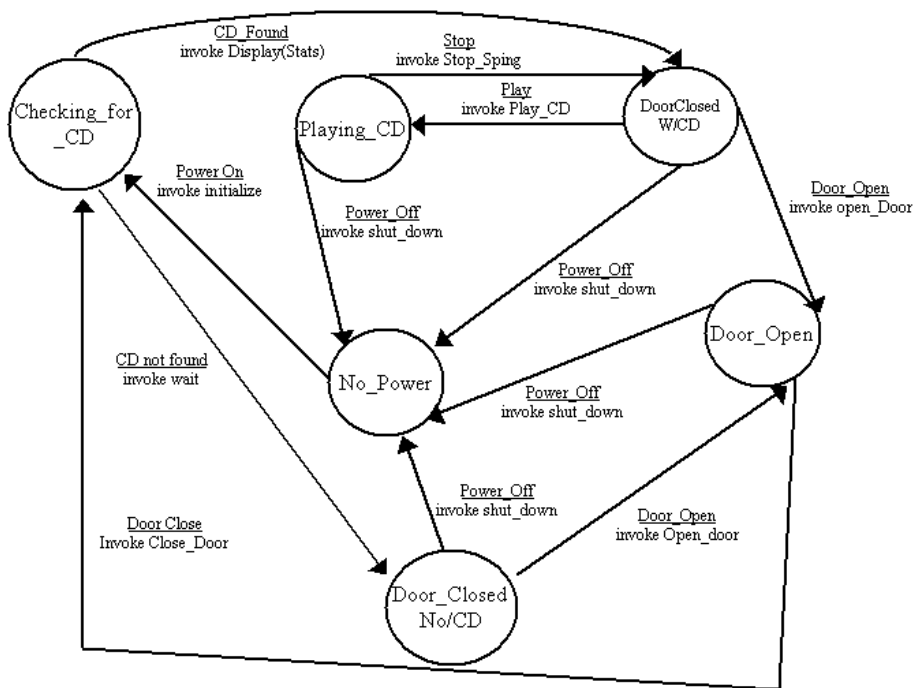 CD_Found
invoke Display(Stats)
Stop
invoke Stop_Sping
Play
invoke Play_CD
Checking_for
_CD
Playing_CD
DoorClosed
W/CD
Power On
invoke initialize
Door_Open
invoke open_Door
Power_Off
invoke shut_down
Power_Off
invoke shut_down
Door_Open
CD not found
invoke wait
No_Power
Power_Off
invoke shut_down
Power_Off
invoke shut_down
Door Close
Invoke Close_Door
Door_Open
invoke Open_door
Door_Closed
No/CD